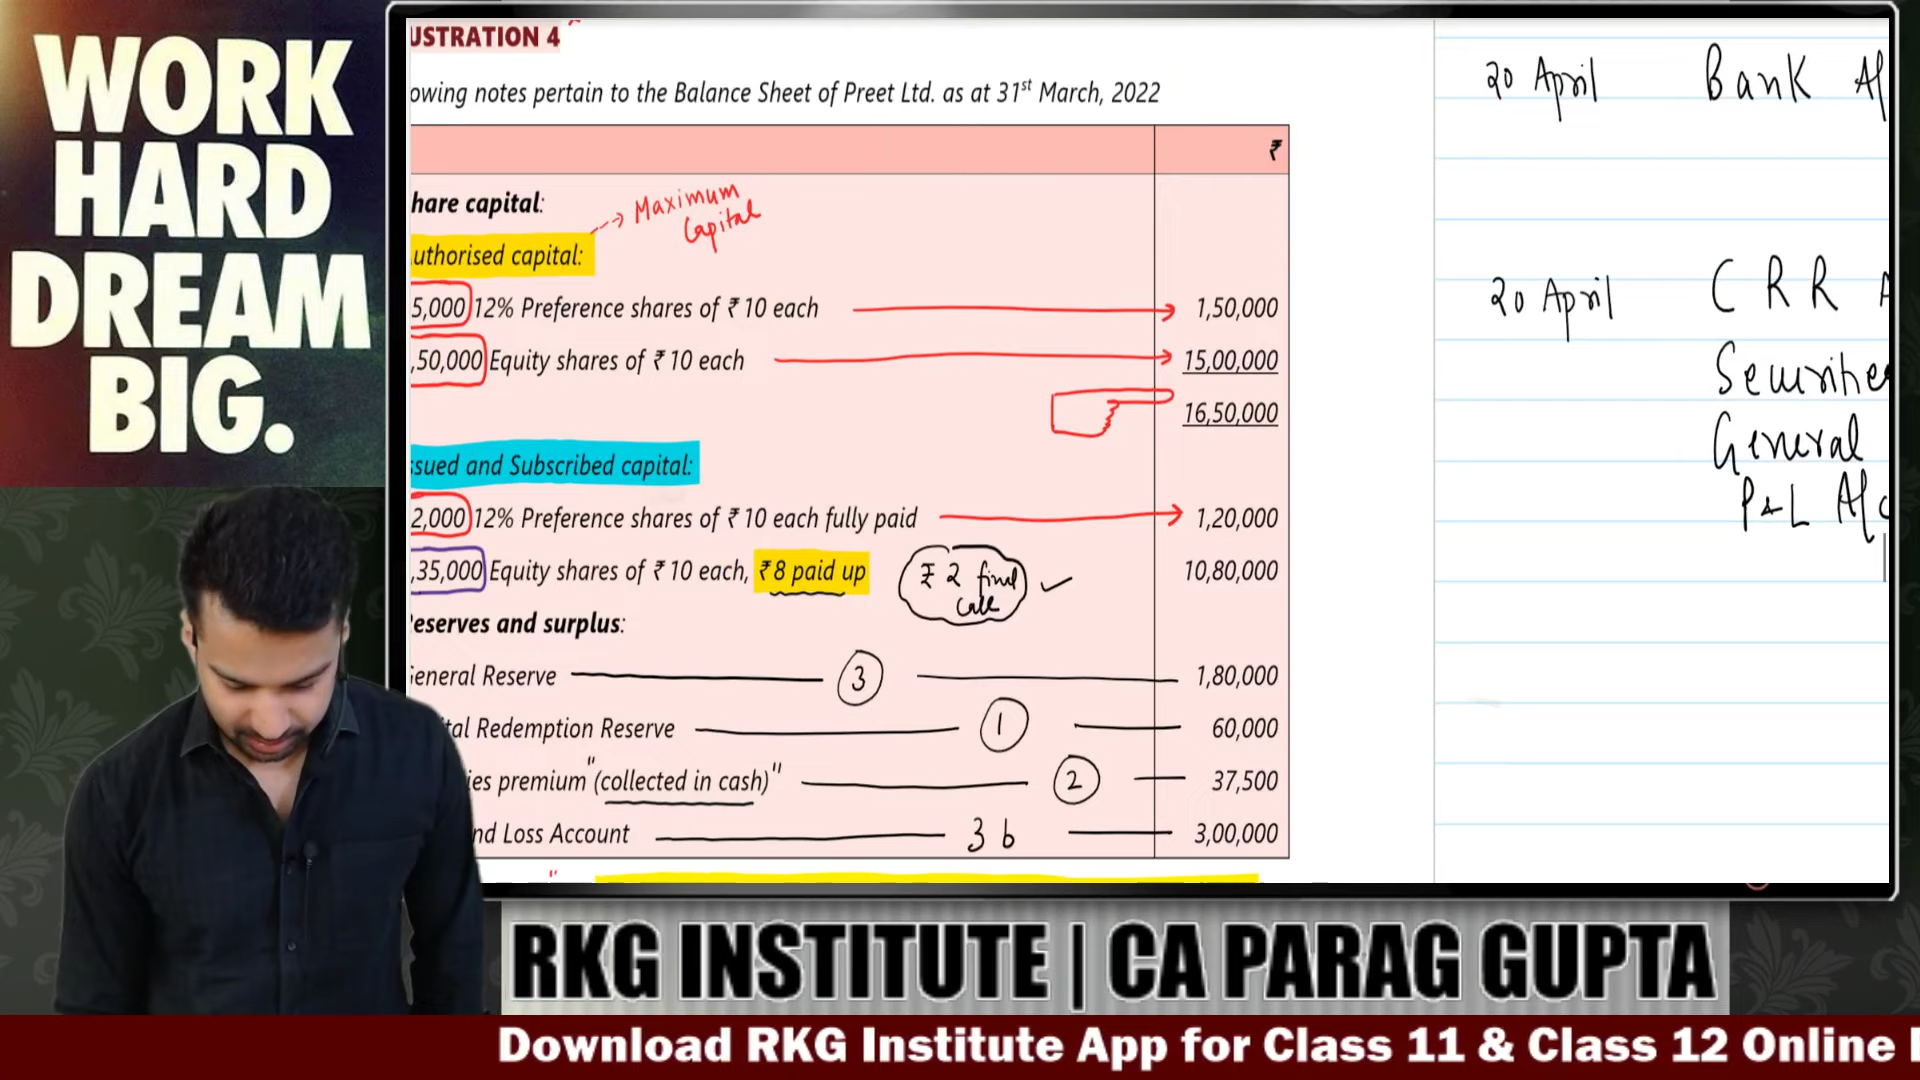 WORK
HARD
DREAM
BIG.
USTRATION 4
owing notes pertain to the Balance Sheet of Preet Ltd. as at 31st March, 2022
₹
hare capital:
→ Maximum
Capital
uthorised capital:
5,000 12% Preference shares of ₹ 10 each 1,50,000
,50,000 Equity shares of ₹ 10 each 15,00,000
16,50,000
ssued and Subscribed capital:
2,000 12% Preference shares of ₹ 10 each fully paid 1,20,000
,35,000 Equity shares of ₹ 10 each, ₹ 8 paid up 10,80,000
₹ 2 final
call
eserves and surplus:
eneral Reserve 3 1,80,000
tal Redemption Reserve 1 60,000
ies premium "(collected in cash)" 2 37,500
nd Loss Account 3 b 3,00,000
20 April Bank A/
20 April C R R A
Securities
General
P & L A/c
RKG INSTITUTE | CA PARAG GUPTA
Download RKG Institute App for Class 11 & Class 12 Online